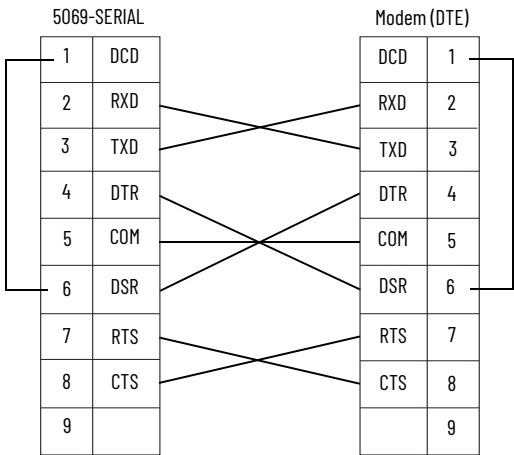 5069-SERIAL Modem (DTE)
1 DCD DCD 1
2 RXD RXD 2
3 TXD TXD 3
4 DTR DTR 4
5 COM COM 5
6 DSR DSR 6
7 RTS RTS 7
8 CTS CTS 8
9 9